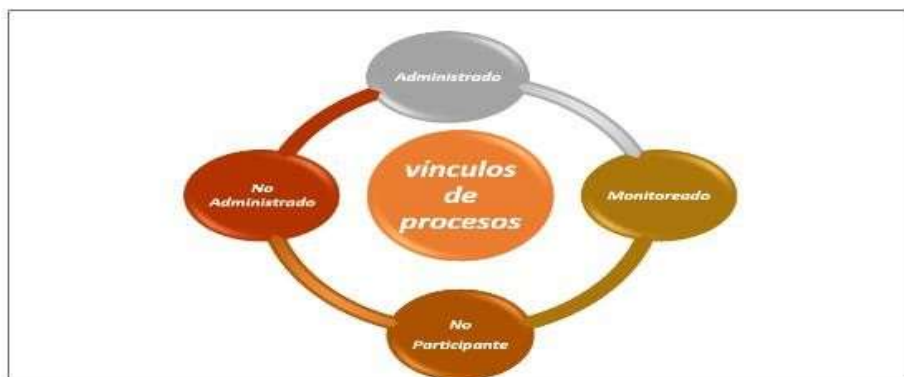 Administrado
vínculos
de
procesos
No
Administrado
Monitoreado
No
Participante